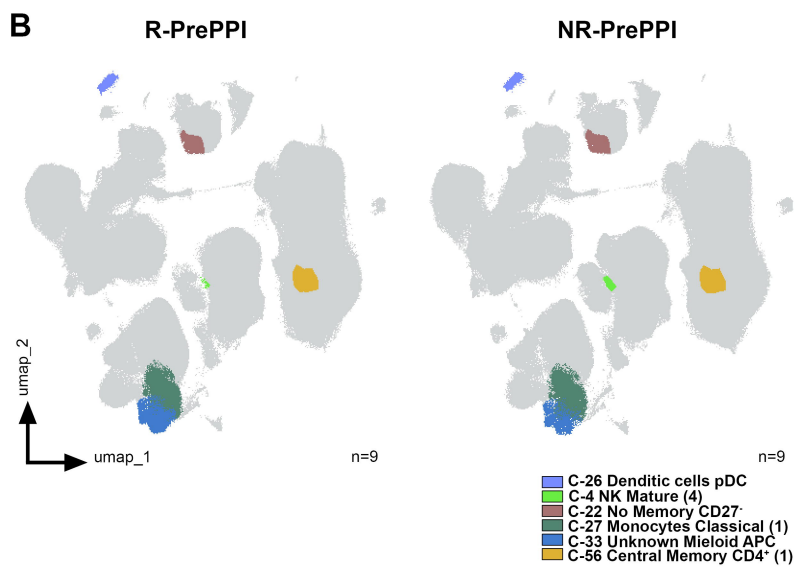 B
R-PrePPI
NR-PrePPI
umap_2
umap_1
n=9
n=9
C-26 Denditic cells pDC
C-4 NK Mature (4)
C-22 No Memory CD27-
C-27 Monocytes Classical (1)
C-33 Unknown Mieloid APC
C-56 Central Memory CD4+ (1)